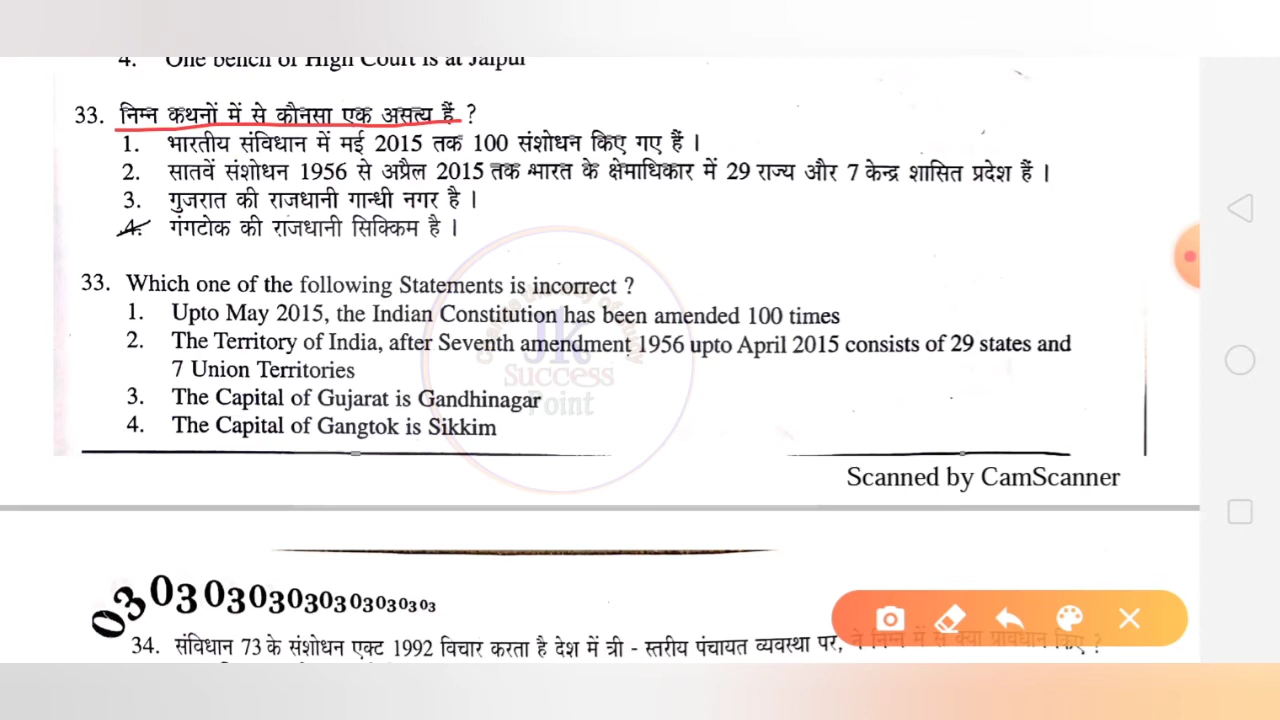 4. One bench of High Court is at Jaipur
33. निम्न कथनों में से कौनसा एक असत्य हैं ?
1. भारतीय संविधान में मई 2015 तक 100 संशोधन किए गए हैं ।
2. सातवें संशोधन 1956 से अप्रैल 2015 तक भारत के क्षेमाधिकार में 29 राज्य और 7 केन्द्र शासित प्रदेश हैं ।
3. गुजरात की राजधानी गान्धी नगर है ।
4. गंगटोक की राजधानी सिक्किम है ।
33. Which one of the following Statements is incorrect ?
1. Upto May 2015, the Indian Constitution has been amended 100 times
2. The Territory of India, after Seventh amendment 1956 upto April 2015 consists of 29 states and
7 Union Territories
3. The Capital of Gujarat is Gandhinagar
4. The Capital of Gangtok is Sikkim
JK
Success
Point
Scanned by CamScanner
03030303030303030303
34. संविधान 73 के संशोधन एक्ट 1992 विचार करता है देश में त्री - स्तरीय पंचायत व्यवस्था पर, ने निम्न में से क्या प्रावधान किए ?